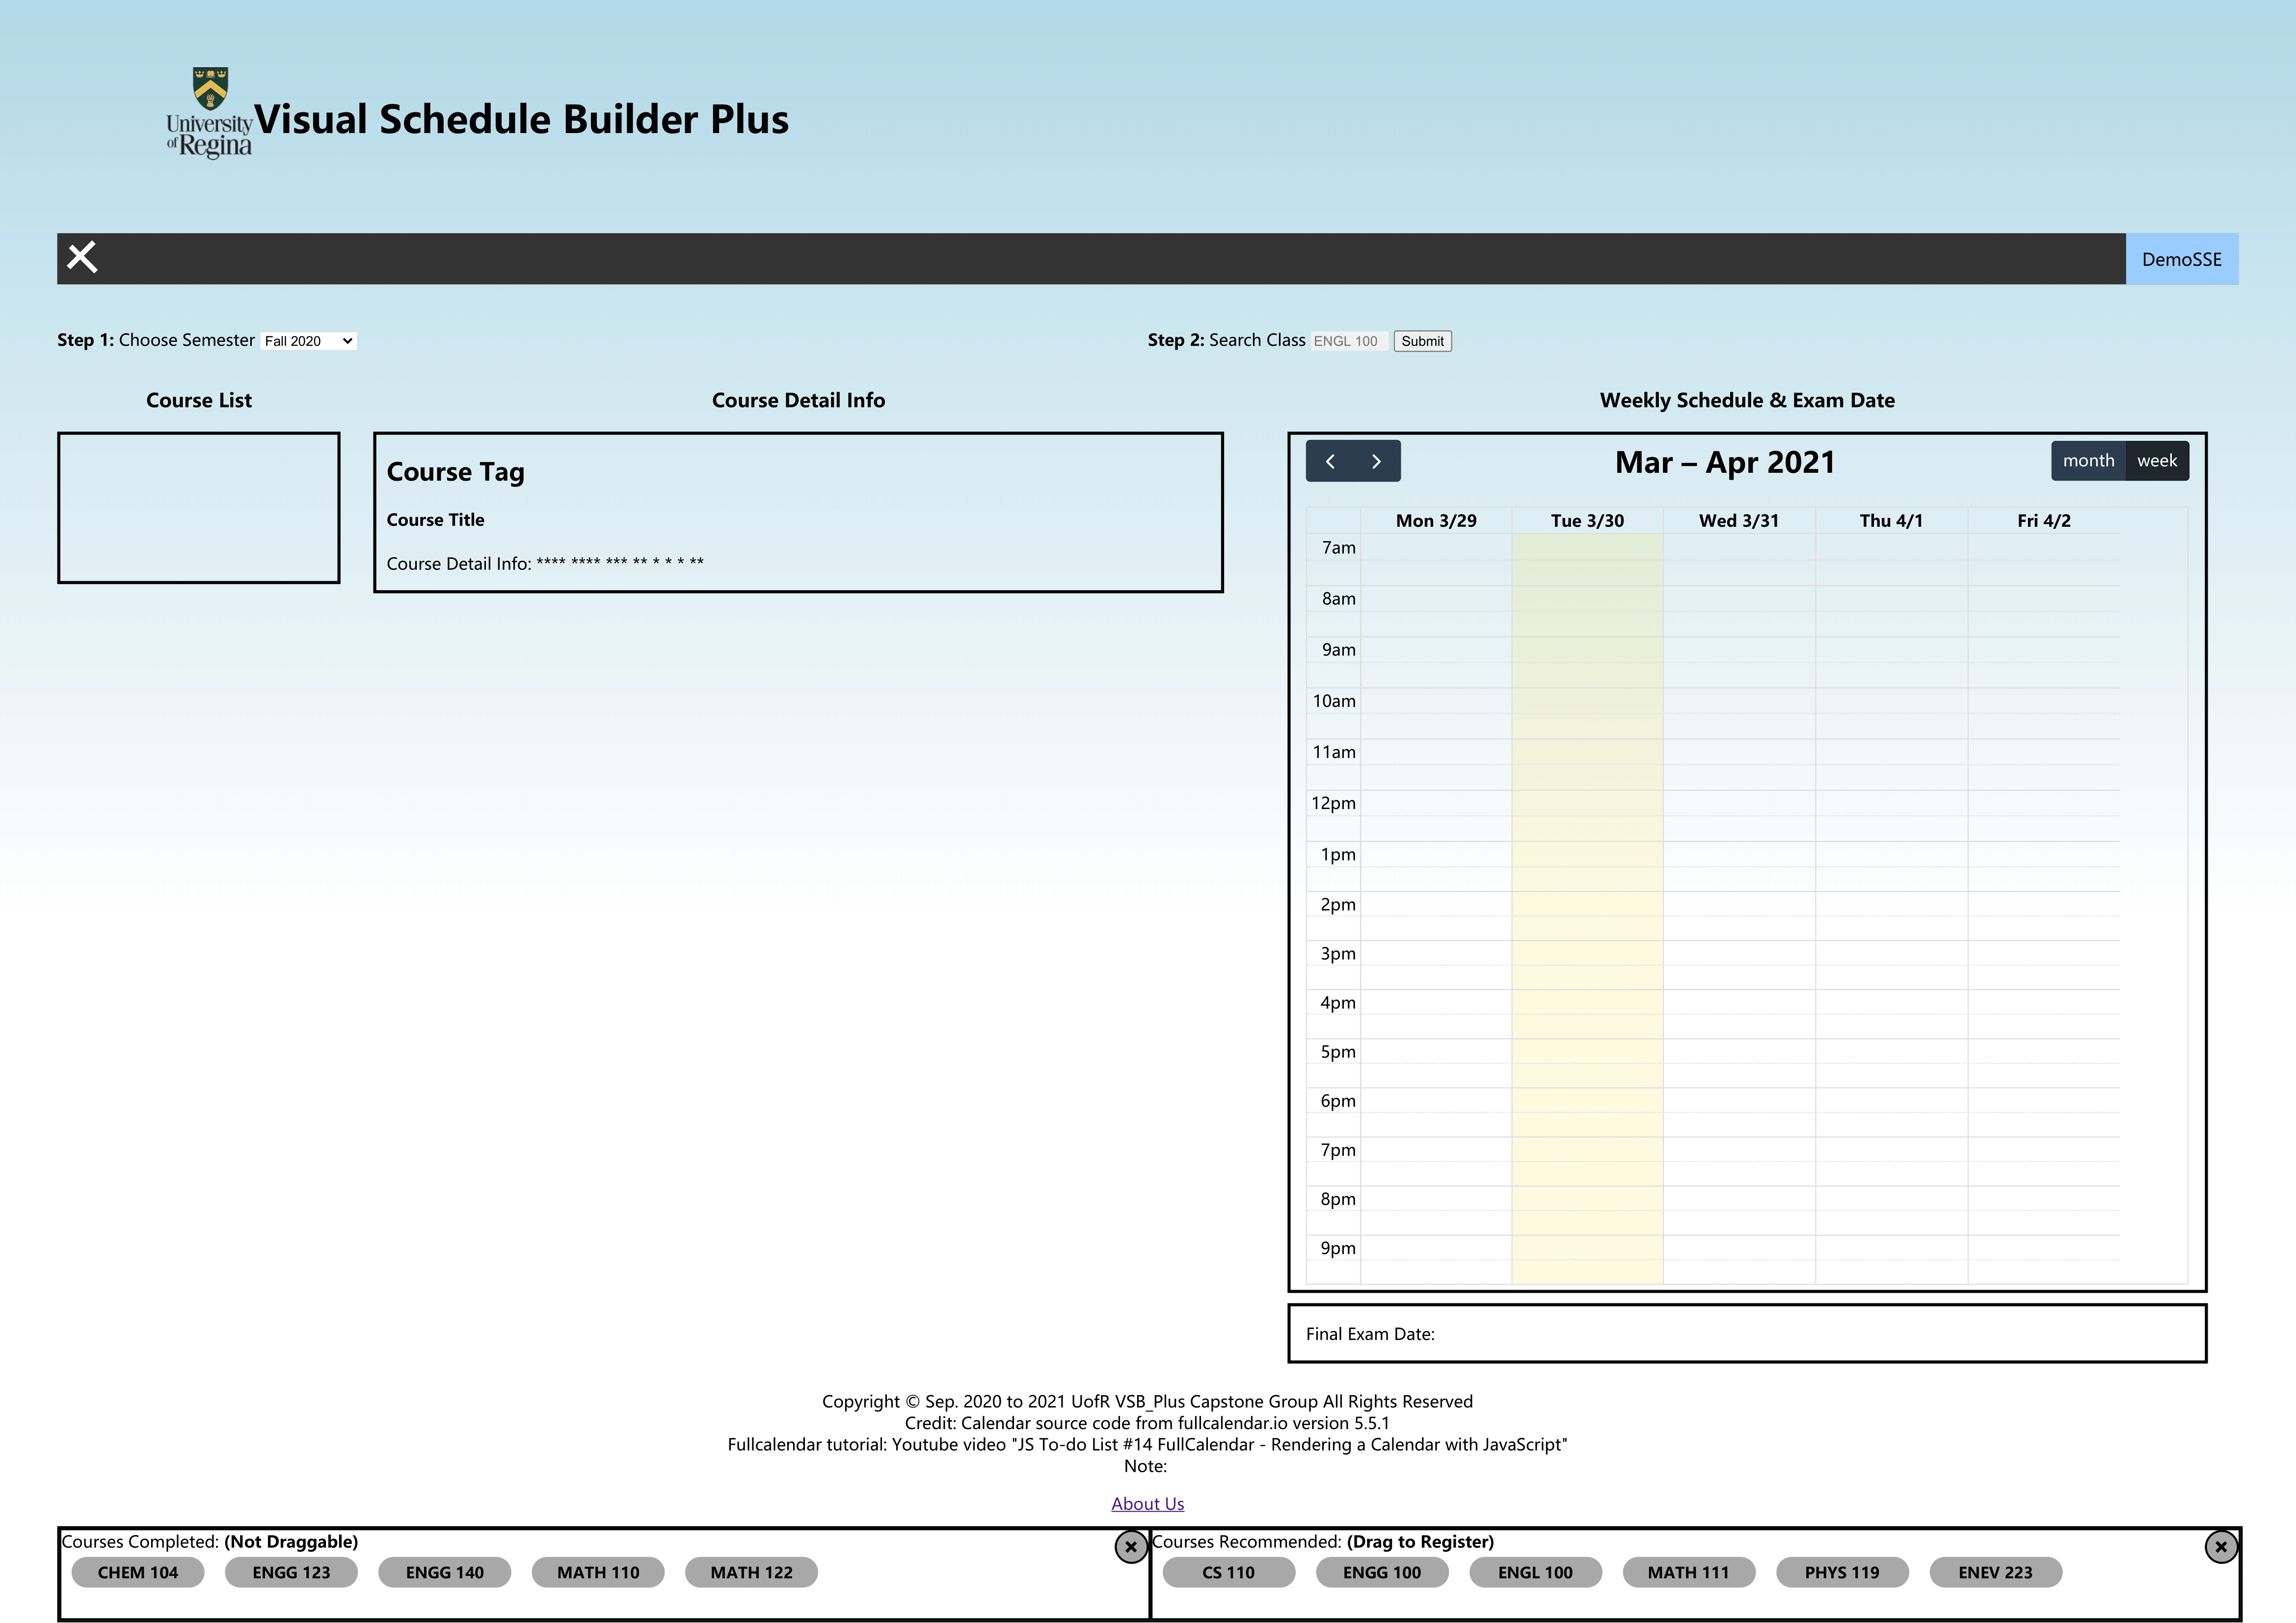 University
of Regina
Visual Schedule Builder Plus
DemoSSE
Step 1: Choose Semester Fall 2020
Step 2: Search Class ENGL 100 Submit
Course List
Course Detail Info
Weekly Schedule & Exam Date
Course Tag
Course Title
Course Detail Info: **** **** *** ** * * * **
Mar – Apr 2021
month week
Mon 3/29 Tue 3/30 Wed 3/31 Thu 4/1 Fri 4/2
7am
8am
9am
10am
11am
12pm
1pm
2pm
3pm
4pm
5pm
6pm
7pm
8pm
9pm
Final Exam Date:
Copyright © Sep. 2020 to 2021 UofR VSB_Plus Capstone Group All Rights Reserved
Credit: Calendar source code from fullcalendar.io version 5.5.1
Fullcalendar tutorial: Youtube video "JS To-do List #14 FullCalendar - Rendering a Calendar with JavaScript"
Note:
About Us
Courses Completed: (Not Draggable)
CHEM 104 ENGG 123 ENGG 140 MATH 110 MATH 122
Courses Recommended: (Drag to Register)
CS 110 ENGG 100 ENGL 100 MATH 111 PHYS 119 ENEV 223